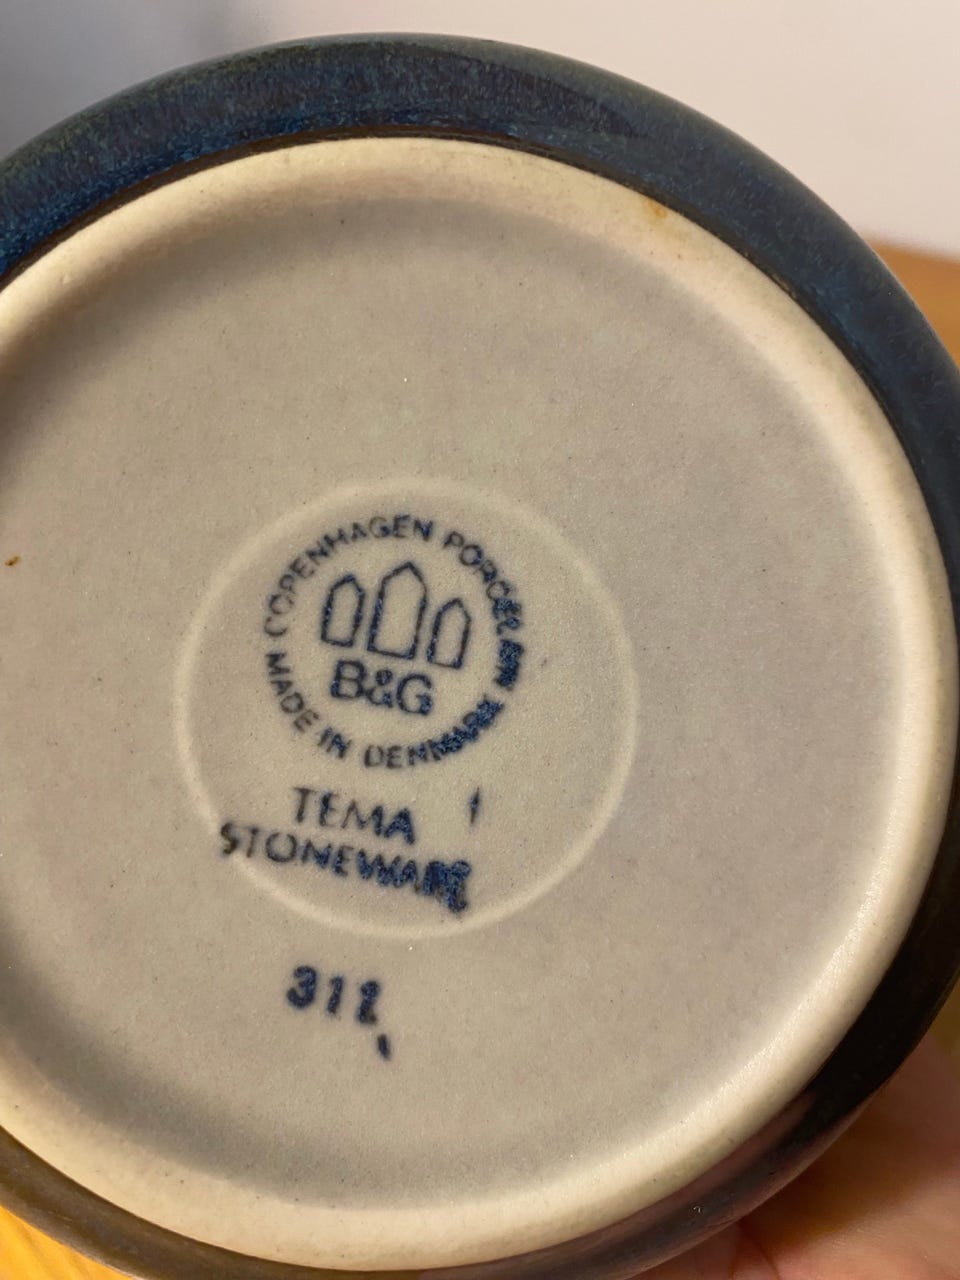 COPENHAGEN PORCELAIN
B&G
MADE IN DENMARK
TEMA
STONEWARE